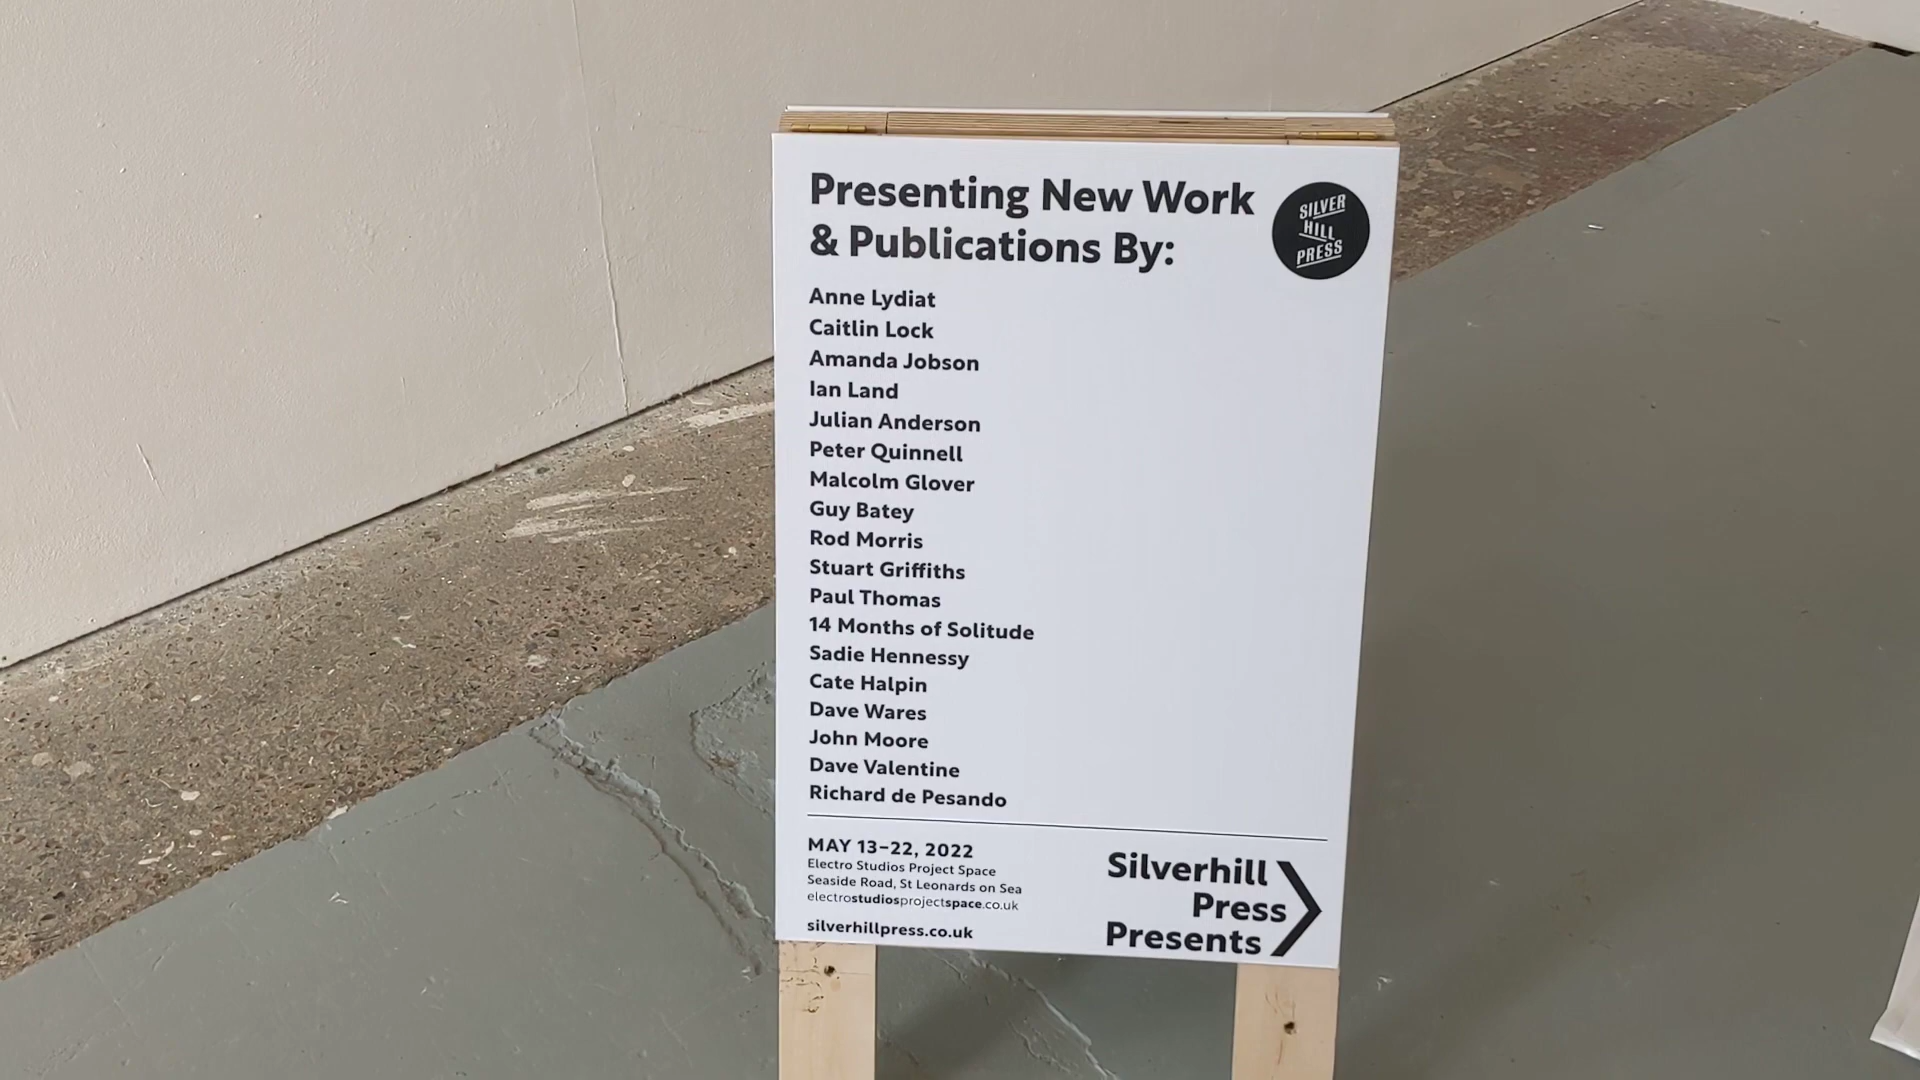 Presenting New Work
& Publications By:
SILVER
HILL
PRESS
Anne Lydiat
Caitlin Lock
Amanda Jobson
Ian Land
Julian Anderson
Peter Quinnell
Malcolm Glover
Guy Batey
Rod Morris
Stuart Griffiths
Paul Thomas
14 Months of Solitude
Sadie Hennessy
Cate Halpin
Dave Wares
John Moore
Dave Valentine
Richard de Pesando
MAY 13–22, 2022
Electro Studios Project Space
Seaside Road, St Leonards on Sea
electrostudiosprojectspace.co.uk
silverhillpress.co.uk
Silverhill
Press
Presents